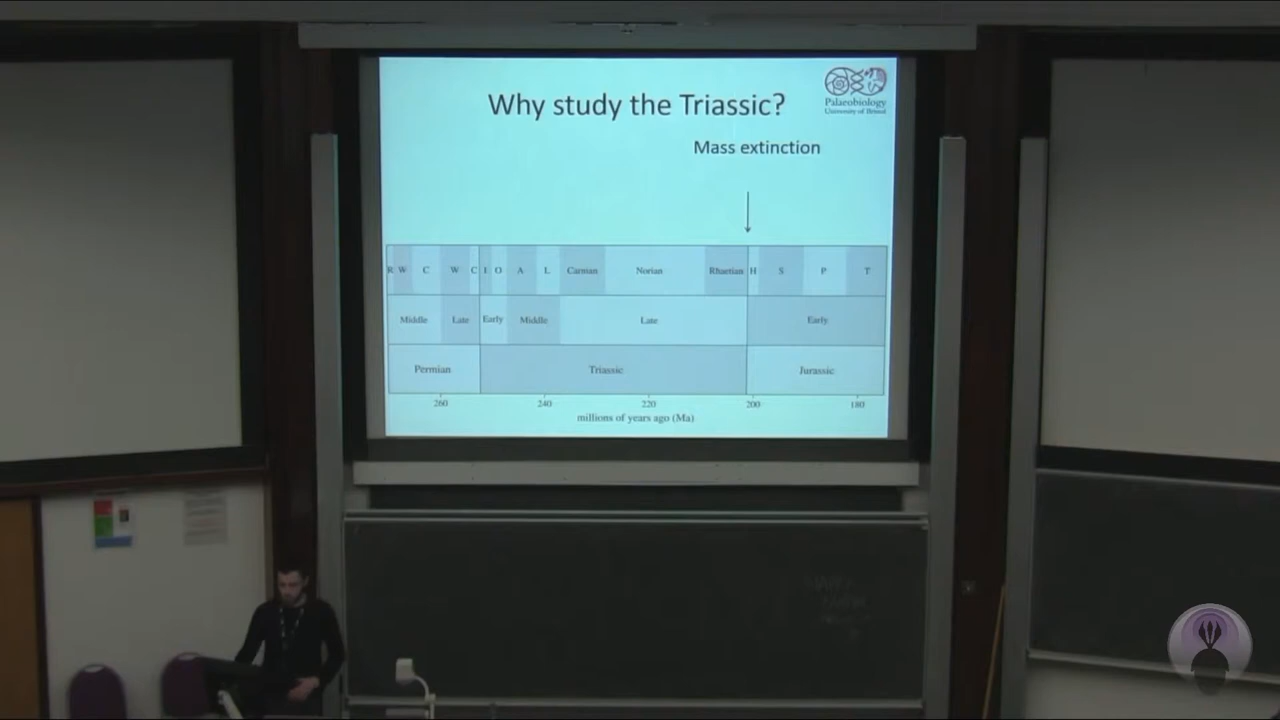 Why study the Triassic?
Palaeobiology
University of Bristol
Mass extinction
R W C W C I O A L Carnian Norian Rhaetian H S P T
Middle Late Early Middle Late Early
Permian Triassic Jurassic
260 240 220 200 180
millions of years ago (Ma)